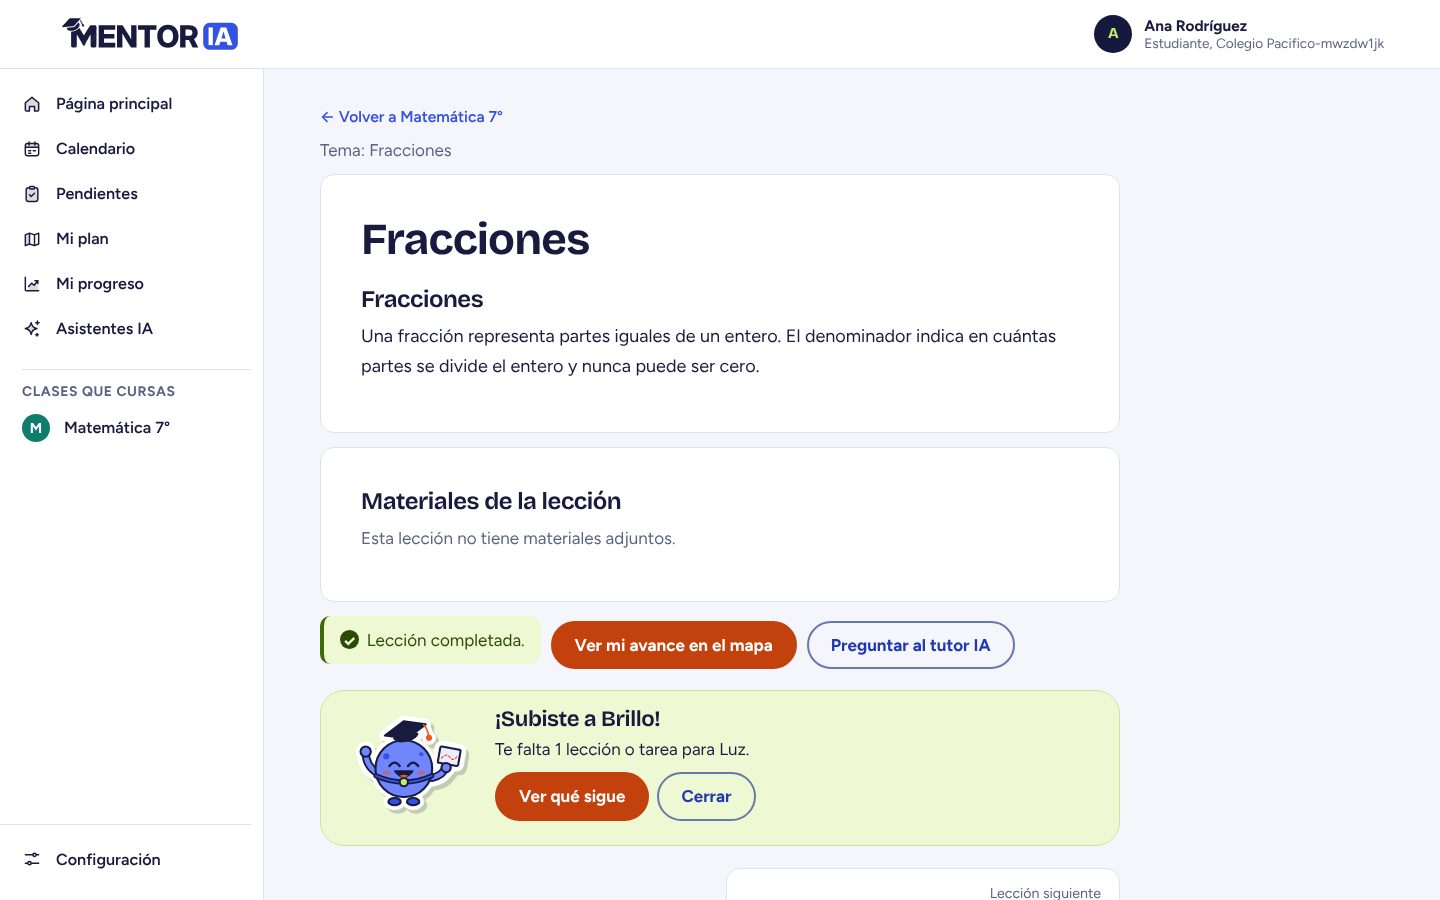 MENTOR IA
A
Ana Rodríguez
Estudiante, Colegio Pacifico-mwzdw1jk
Página principal
Calendario
Pendientes
Mi plan
Mi progreso
Asistentes IA
CLASES QUE CURSAS
M Matemática 7°
Configuración
← Volver a Matemática 7°
Tema: Fracciones
Fracciones
Fracciones
Una fracción representa partes iguales de un entero. El denominador indica en cuántas
partes se divide el entero y nunca puede ser cero.
Materiales de la lección
Esta lección no tiene materiales adjuntos.
Lección completada.
Ver mi avance en el mapa
Preguntar al tutor IA
¡Subiste a Brillo!
Te falta 1 lección o tarea para Luz.
Ver qué sigue
Cerrar
Lección siguiente